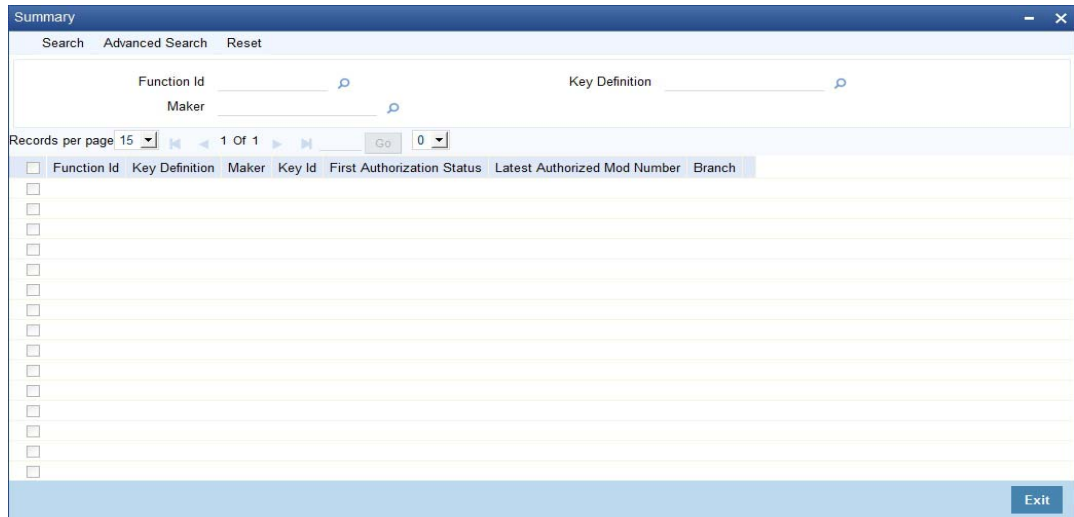 Summary
Search Advanced Search Reset
Function Id Key Definition
Maker
Records per page 15 1 Of 1 Go 0
Function Id Key Definition Maker Key Id First Authorization Status Latest Authorized Mod Number Branch
Exit